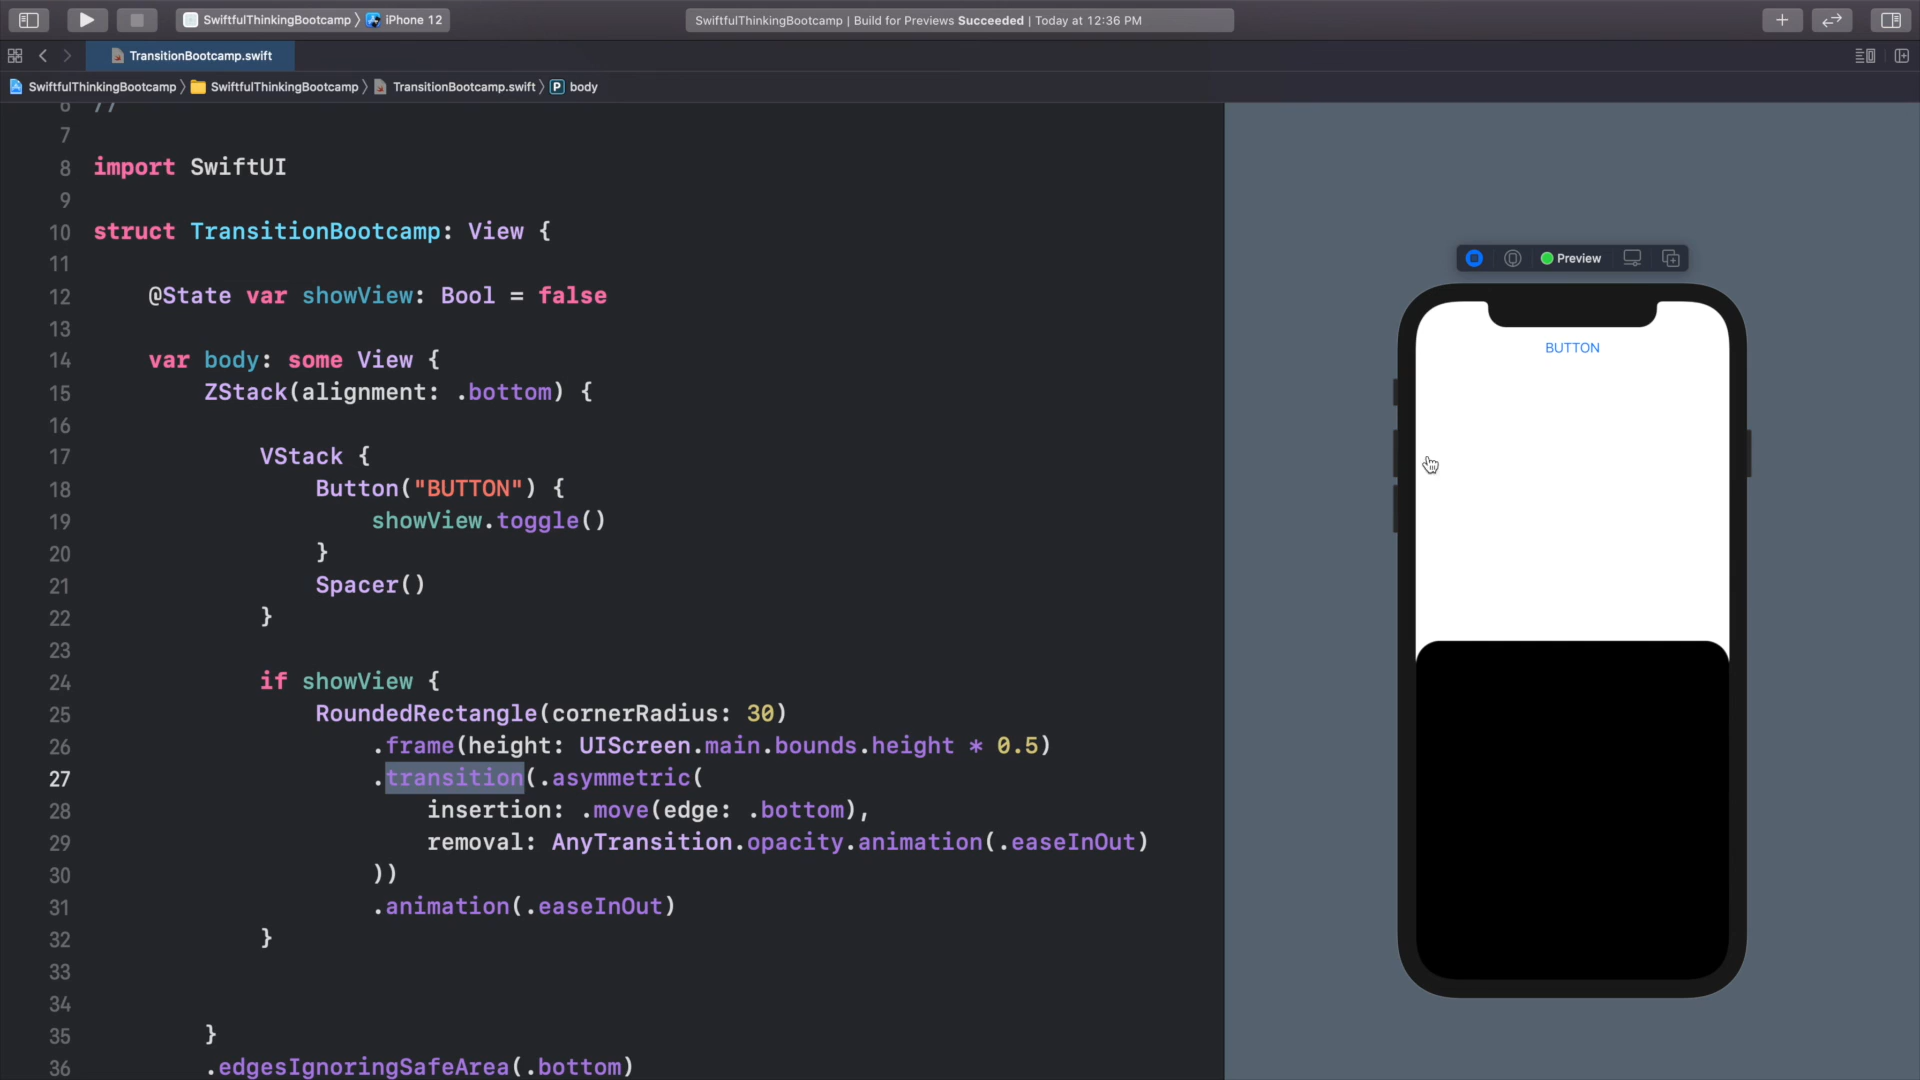 SwiftfulThinkingBootcamp 〉 iPhone 12
SwiftfulThinkingBootcamp | Build for Previews Succeeded | Today at 12:36 PM
TransitionBootcamp.swift
SwiftfulThinkingBootcamp 〉 SwiftfulThinkingBootcamp 〉 TransitionBootcamp.swift 〉 P body
6 //
7
8 import SwiftUI
9
10 struct TransitionBootcamp: View {
11
12 @State var showView: Bool = false
13
14 var body: some View {
15 ZStack(alignment: .bottom) {
16
17 VStack {
18 Button("BUTTON") {
19 showView.toggle()
20 }
21 Spacer()
22 }
23
24 if showView {
25 RoundedRectangle(cornerRadius: 30)
26 .frame(height: UIScreen.main.bounds.height * 0.5)
27 .transition(.asymmetric(
28 insertion: .move(edge: .bottom),
29 removal: AnyTransition.opacity.animation(.easeInOut)
30 ))
31 .animation(.easeInOut)
32 }
33
34
35 }
36 .edgesIgnoringSafeArea(.bottom)
Preview
BUTTON